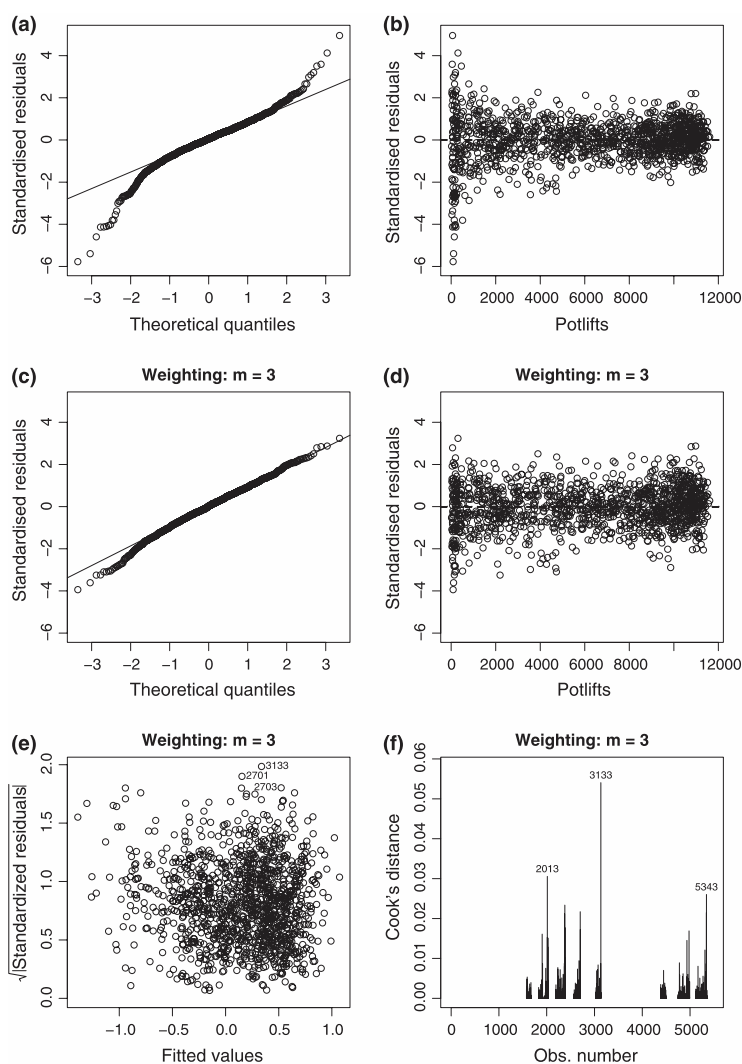 (a)
Standardised residuals
4
2
0
−2
−4
−6
−3 −2 −1 0 1 2 3
Theoretical quantiles
(b)
Standardised residuals
4
2
0
−2
−4
−6
0 2000 4000 6000 8000 12000
Potlifts
(c)
Weighting: m = 3
Standardised residuals
4
2
0
−2
−4
−6
−3 −2 −1 0 1 2 3
Theoretical quantiles
(d)
Weighting: m = 3
Standardised residuals
4
2
0
−2
−4
−6
0 2000 4000 6000 8000 12000
Potlifts
(e)
Weighting: m = 3
√|Standardized residuals|
2.0
1.5
1.0
0.5
0.0
3133
2701
2703
−1.0 −0.5 0.0 0.5 1.0
Fitted values
(f)
Weighting: m = 3
Cook's distance
0.06
0.05
0.04
0.03
0.02
0.01
0.00
3133
2013
5343
0 1000 2000 3000 4000 5000
Obs. number